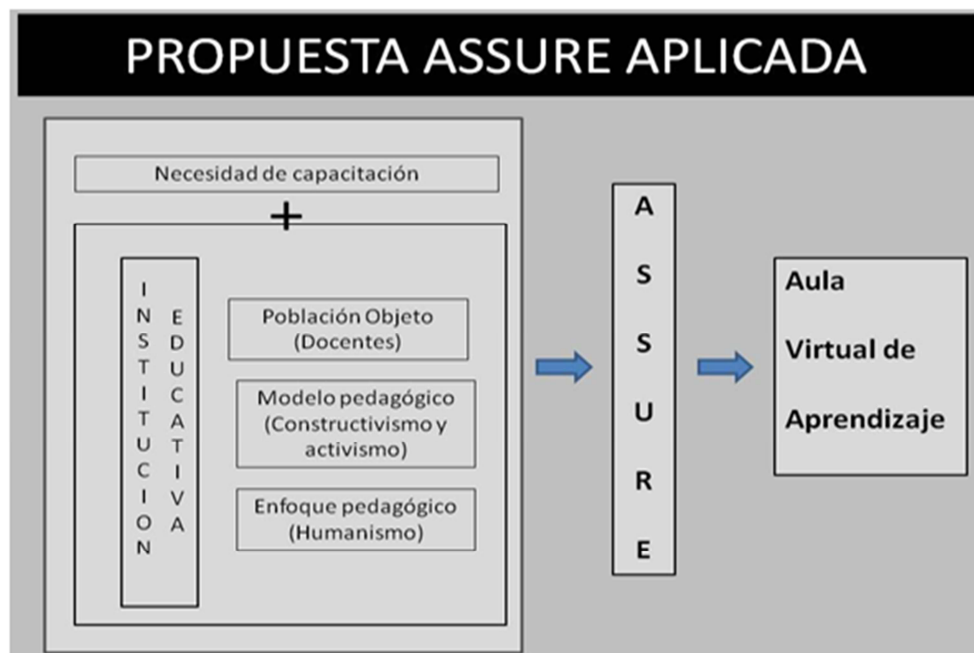 PROPUESTA ASSURE APLICADA
Necesidad de capacitación
+
INSTITUCION
EDUCATIVA
Población Objeto
(Docentes)
Modelo pedagógico
(Constructivismo y
activismo)
Enfoque pedagógico
(Humanismo)
ASSURE
Aula
Virtual de
Aprendizaje